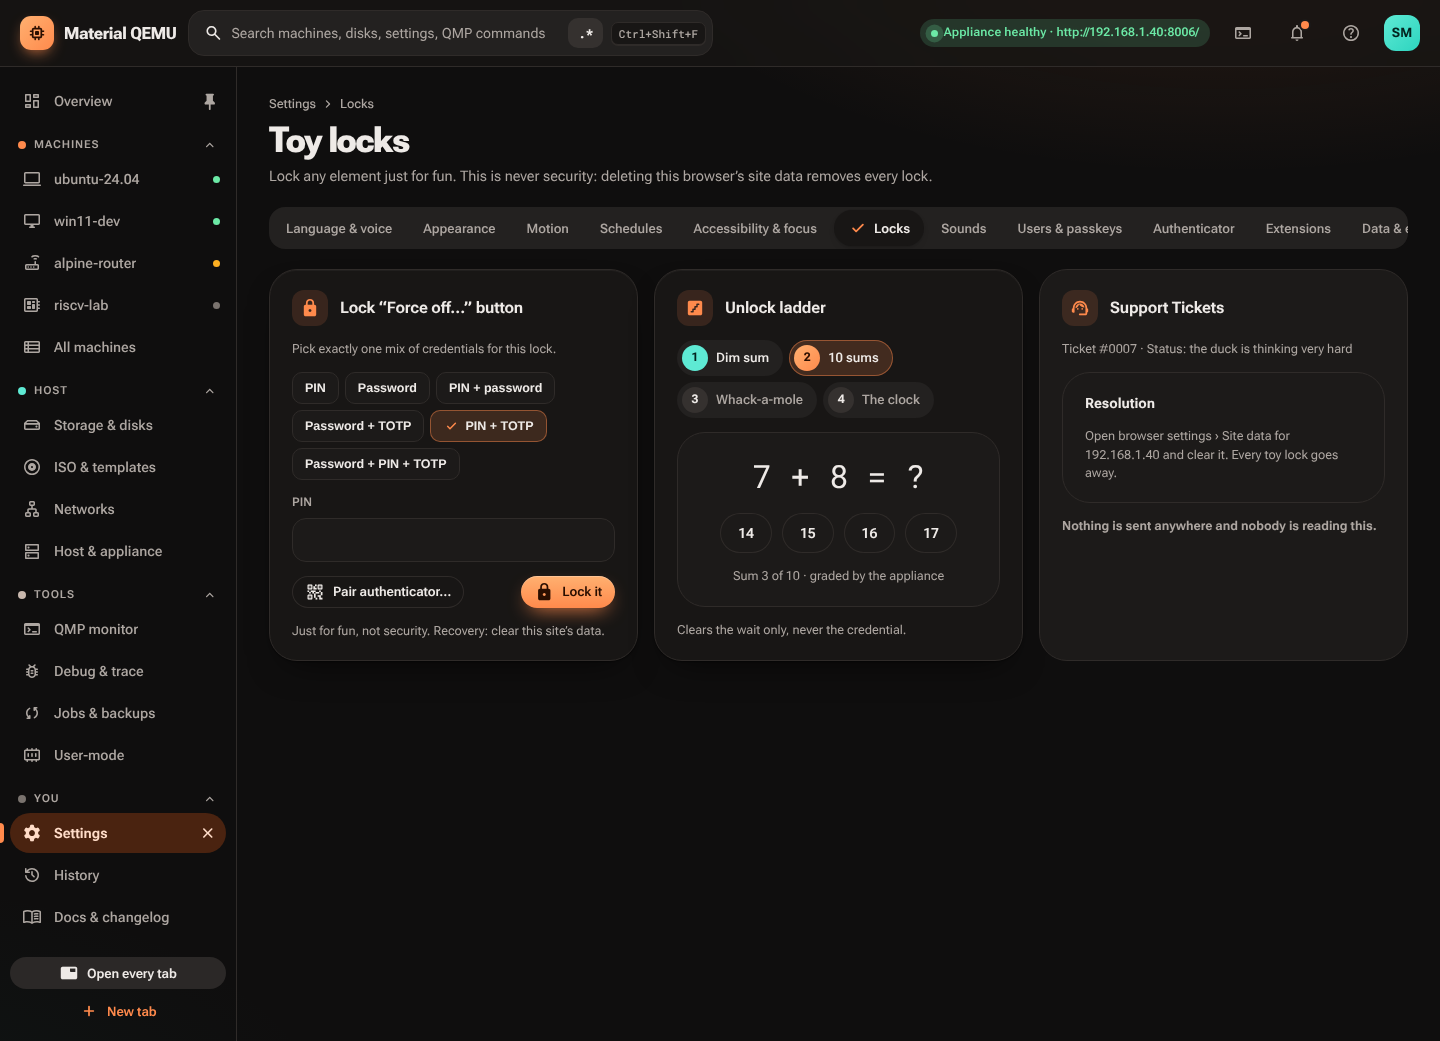 Material QEMU
Search machines, disks, settings, QMP commands
.*
Ctrl+Shift+F
Appliance healthy · http://192.168.1.40:8006/
SM
Overview
MACHINES
ubuntu-24.04
win11-dev
alpine-router
riscv-lab
All machines
HOST
Storage & disks
ISO & templates
Networks
Host & appliance
TOOLS
QMP monitor
Debug & trace
Jobs & backups
User-mode
YOU
Settings
History
Docs & changelog
Open every tab
New tab
Settings > Locks
Toy locks
Lock any element just for fun. This is never security: deleting this browser’s site data removes every lock.
Language & voice
Appearance
Motion
Schedules
Accessibility & focus
Locks
Sounds
Users & passkeys
Authenticator
Extensions
Data &
Lock “Force off…” button
Pick exactly one mix of credentials for this lock.
PIN
Password
PIN + password
Password + TOTP
PIN + TOTP
Password + PIN + TOTP
PIN
Pair authenticator…
Lock it
Just for fun, not security. Recovery: clear this site’s data.
Unlock ladder
1 Dim sum
2 10 sums
3 Whack-a-mole
4 The clock
7 + 8 = ?
14
15
16
17
Sum 3 of 10 · graded by the appliance
Clears the wait only, never the credential.
Support Tickets
Ticket #0007 · Status: the duck is thinking very hard
Resolution
Open browser settings › Site data for
192.168.1.40 and clear it. Every toy lock goes
away.
Nothing is sent anywhere and nobody is reading this.